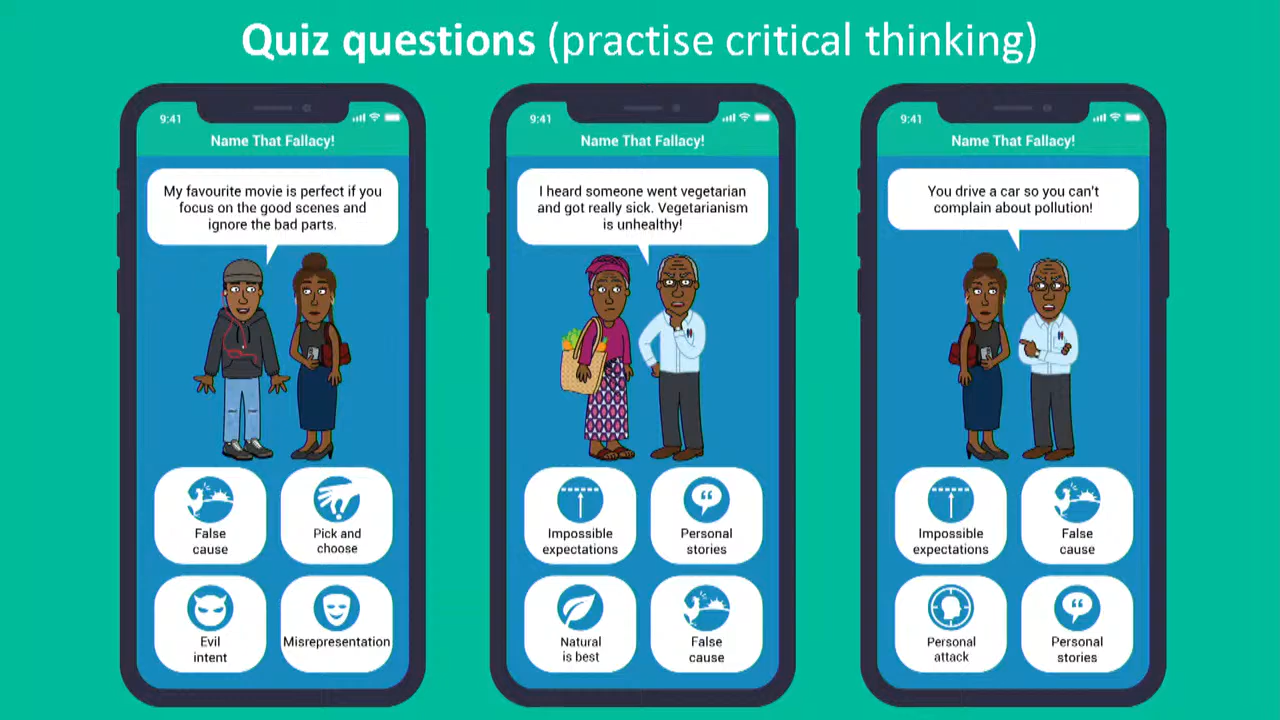 Quiz questions (practise critical thinking)
9:41
Name That Fallacy!
My favourite movie is perfect if you
focus on the good scenes and
ignore the bad parts.
False
cause
Pick and
choose
Evil
intent
Misrepresentation
9:41
Name That Fallacy!
I heard someone went vegetarian
and got really sick. Vegetarianism
is unhealthy!
Impossible
expectations
Personal
stories
Natural
is best
False
cause
9:41
Name That Fallacy!
You drive a car so you can't
complain about pollution!
Impossible
expectations
False
cause
Personal
attack
Personal
stories